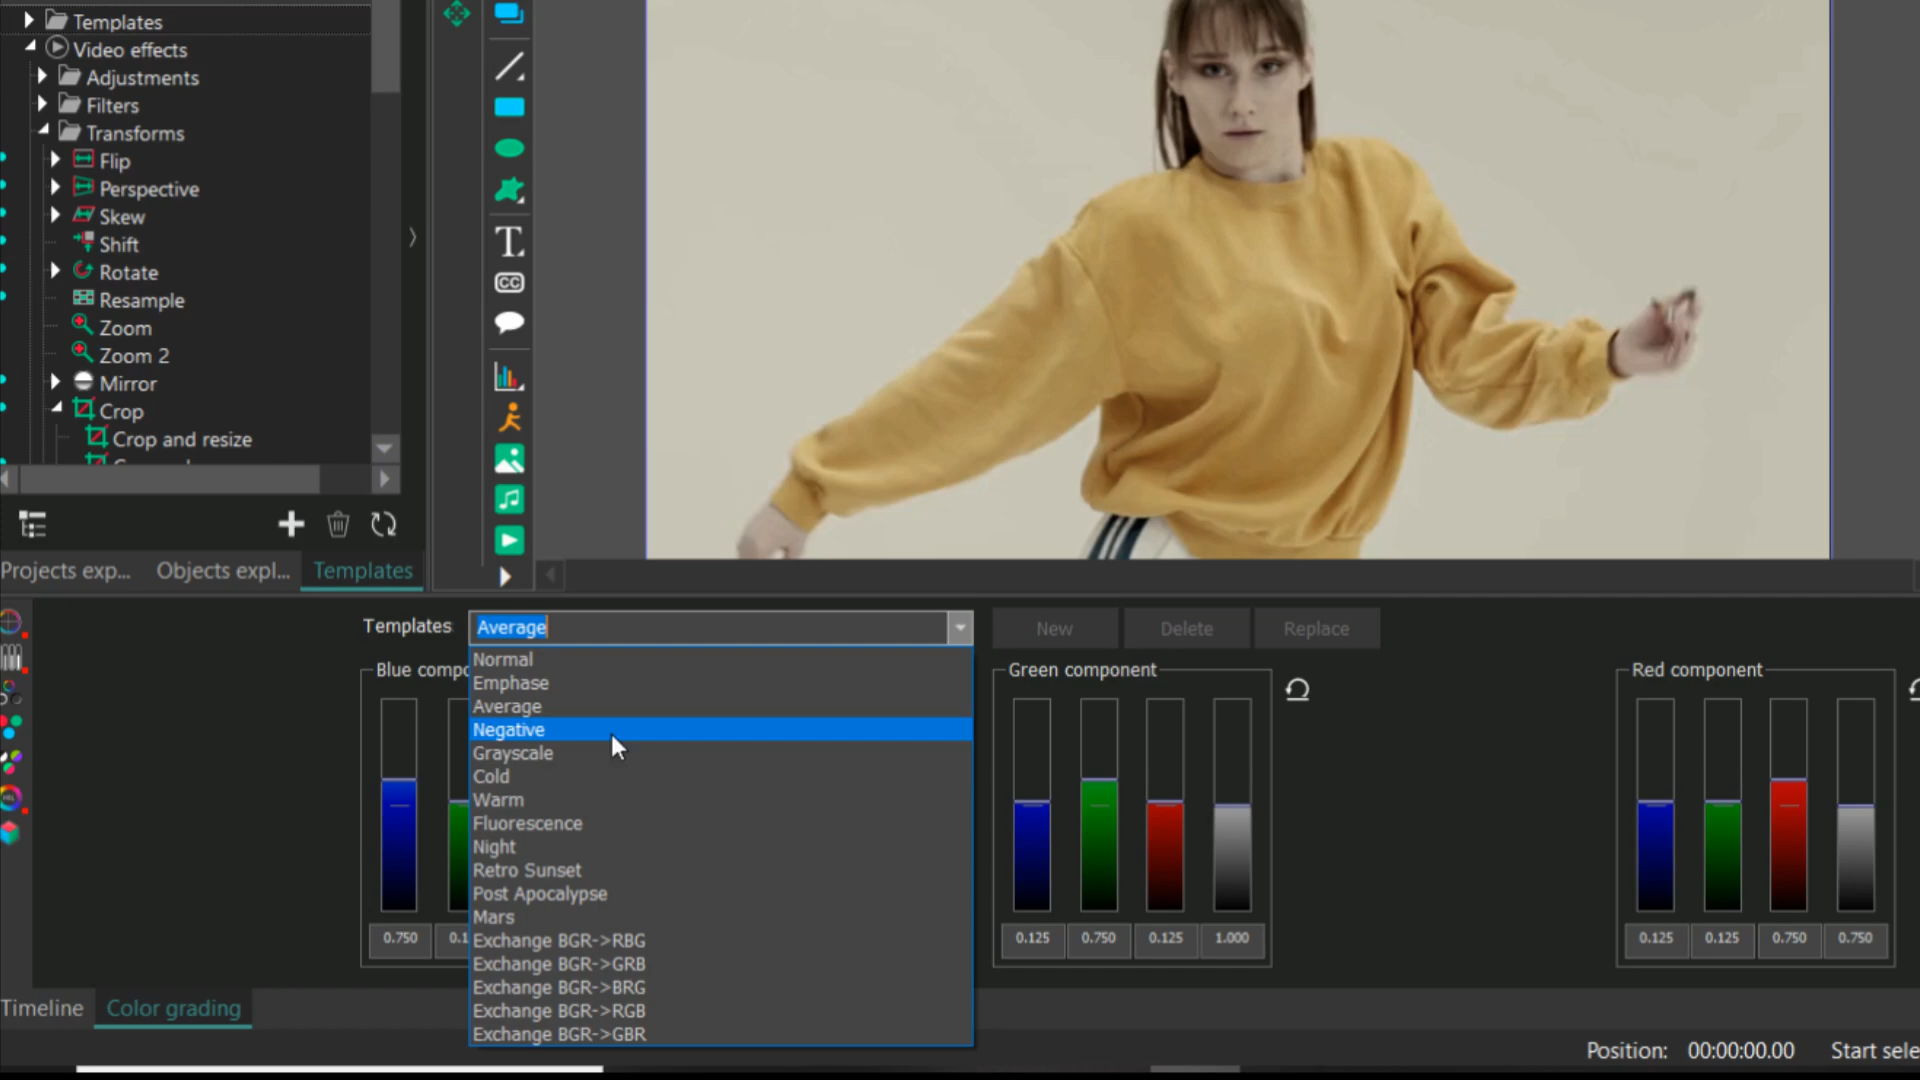 Templates
Video effects
Adjustments
Filters
Transforms
Flip
Perspective
Skew
Shift
Rotate
Resample
Zoom
Zoom 2
Mirror
Crop
Crop and resize
T
CC
Projects exp...
Objects expl...
Templates
Templates
Average
New
Delete
Replace
Normal
Emphase
Average
Negative
Grayscale
Cold
Warm
Fluorescence
Night
Retro Sunset
Post Apocalypse
Mars
Exchange BGR->RBG
Exchange BGR->GRB
Exchange BGR->BRG
Exchange BGR->RGB
Exchange BGR->GBR
Blue compo
0.750
0.1
Green component
0.125 0.750 0.125 1.000
Red component
0.125 0.125 0.750 0.750
Timeline
Color grading
Position: 00:00:00.00
Start sele